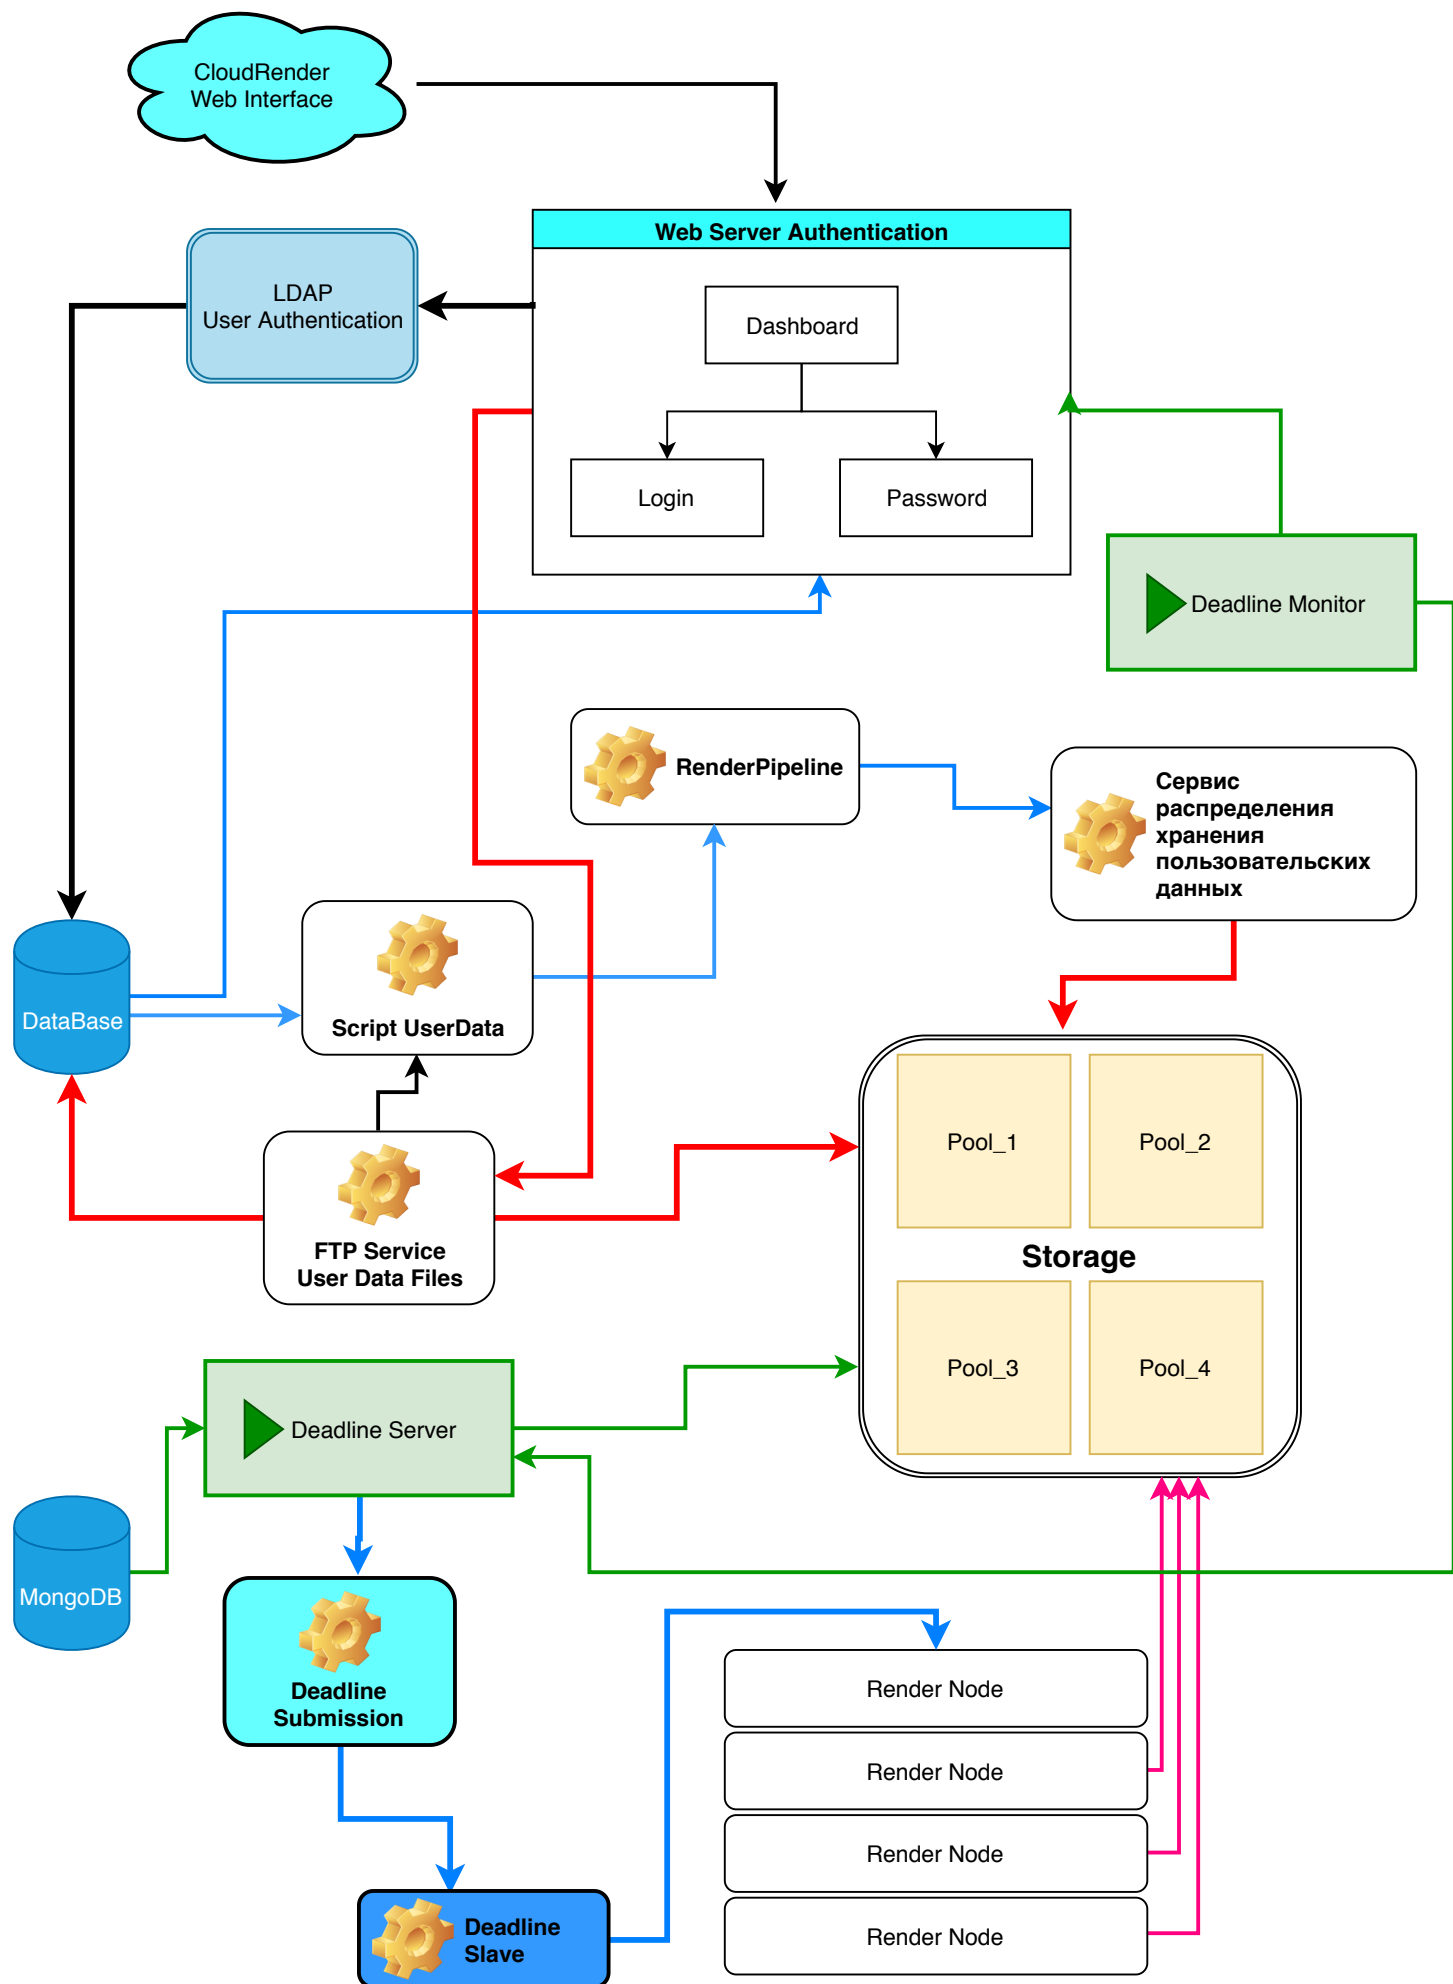 CloudRender
Web Interface
Web Server Authentication
LDAP
User Authentication
Dashboard
Login
Password
Deadline Monitor
RenderPipeline
Сервис
распределения
хранения
пользовательских
данных
DataBase
Script UserData
Pool_1
Pool_2
FTP Service
User Data Files
Storage
Pool_3
Pool_4
Deadline Server
MongoDB
Deadline
Submission
Render Node
Render Node
Render Node
Deadline
Slave
Render Node